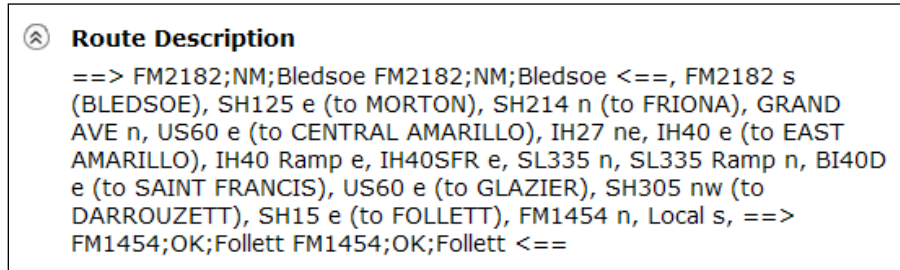 Route Description
==> FM2182;NM;Bledsoe FM2182;NM;Bledsoe <==, FM2182 s
(BLEDSOE), SH125 e (to MORTON), SH214 n (to FRIONA), GRAND
AVE n, US60 e (to CENTRAL AMARILLO), IH27 ne, IH40 e (to EAST
AMARILLO), IH40 Ramp e, IH40SFR e, SL335 n, SL335 Ramp n, BI40D
e (to SAINT FRANCIS), US60 e (to GLAZIER), SH305 nw (to
DARROUZETT), SH15 e (to FOLLETT), FM1454 n, Local s, ==>
FM1454;OK;Follett FM1454;OK;Follett <==